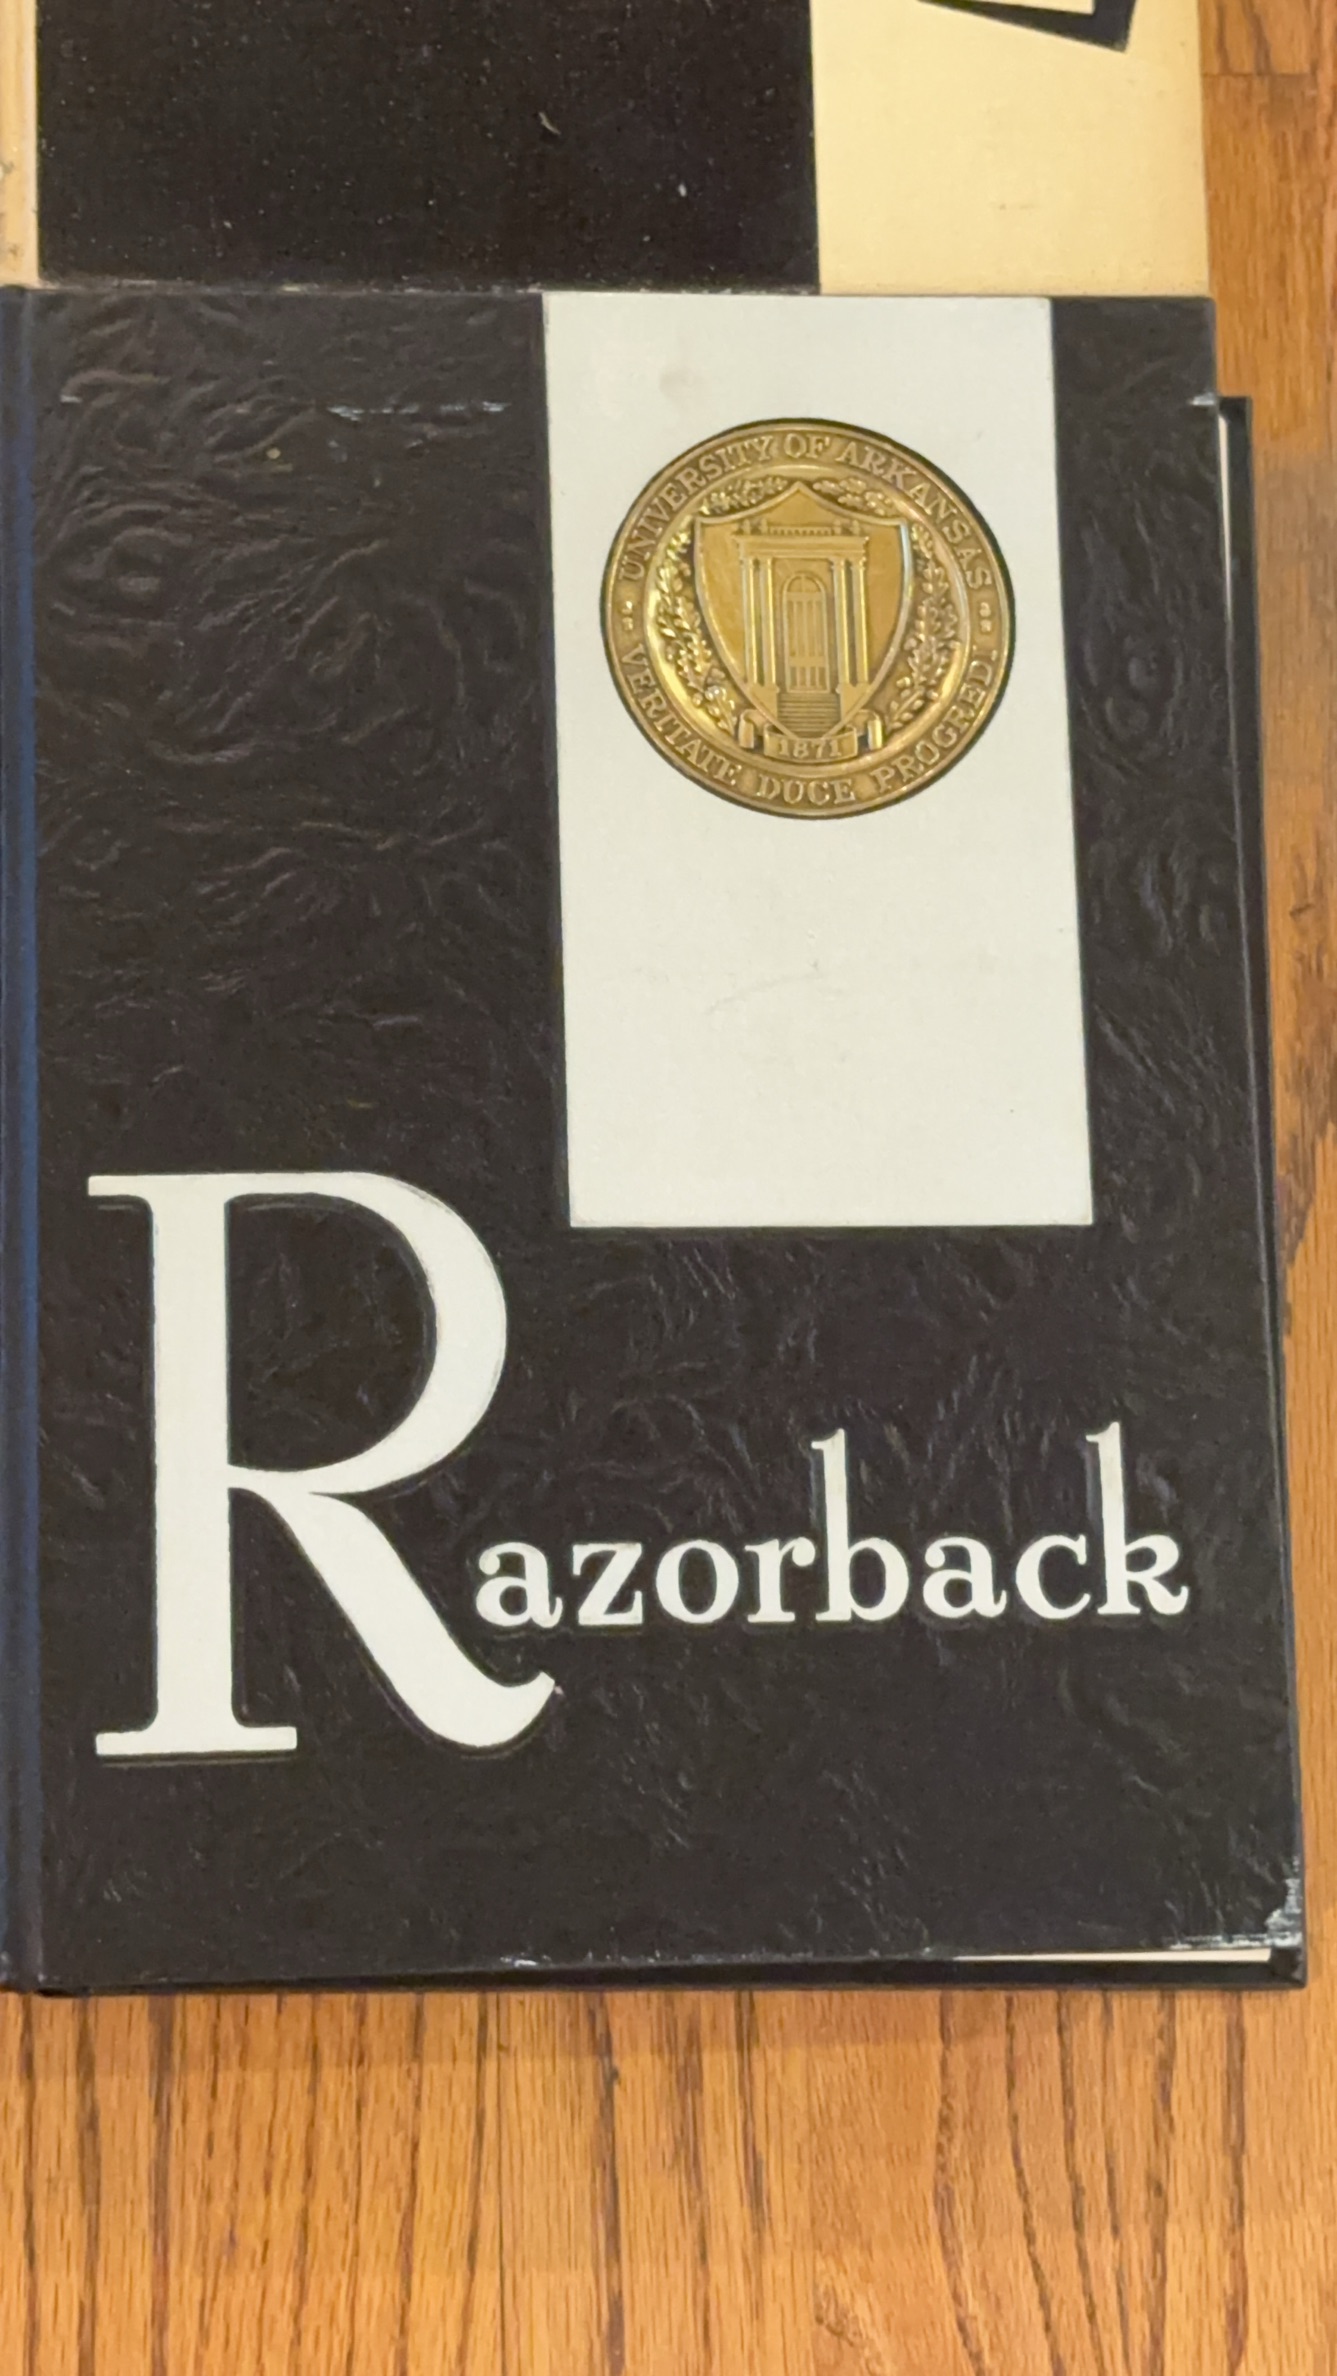 UNIVERSITY OF ARKANSAS
1871
VERITATE DUCE PROGREDI
Razorback